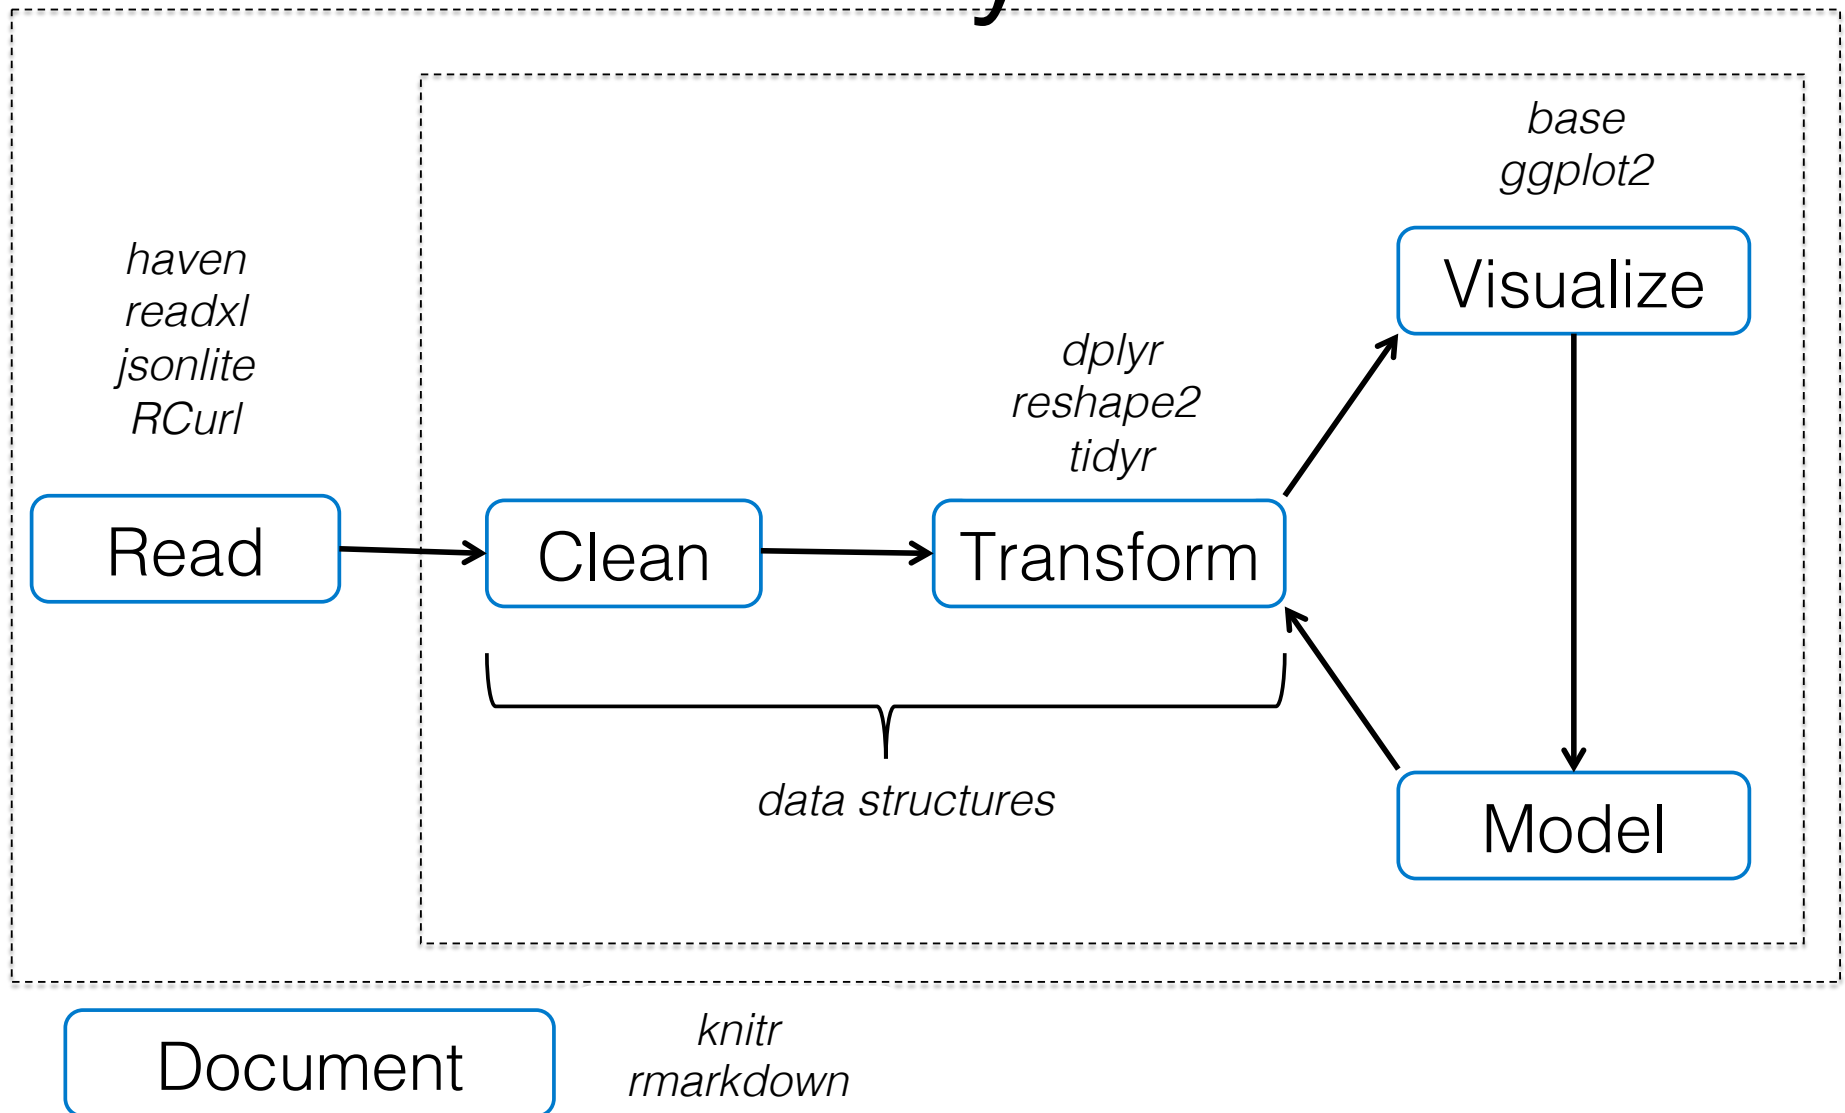 base
ggplot2
Visualize
haven
readxl
jsonlite
RCurl
dplyr
reshape2
tidyr
Read
Clean
Transform
data structures
Model
Document
knitr
rmarkdown